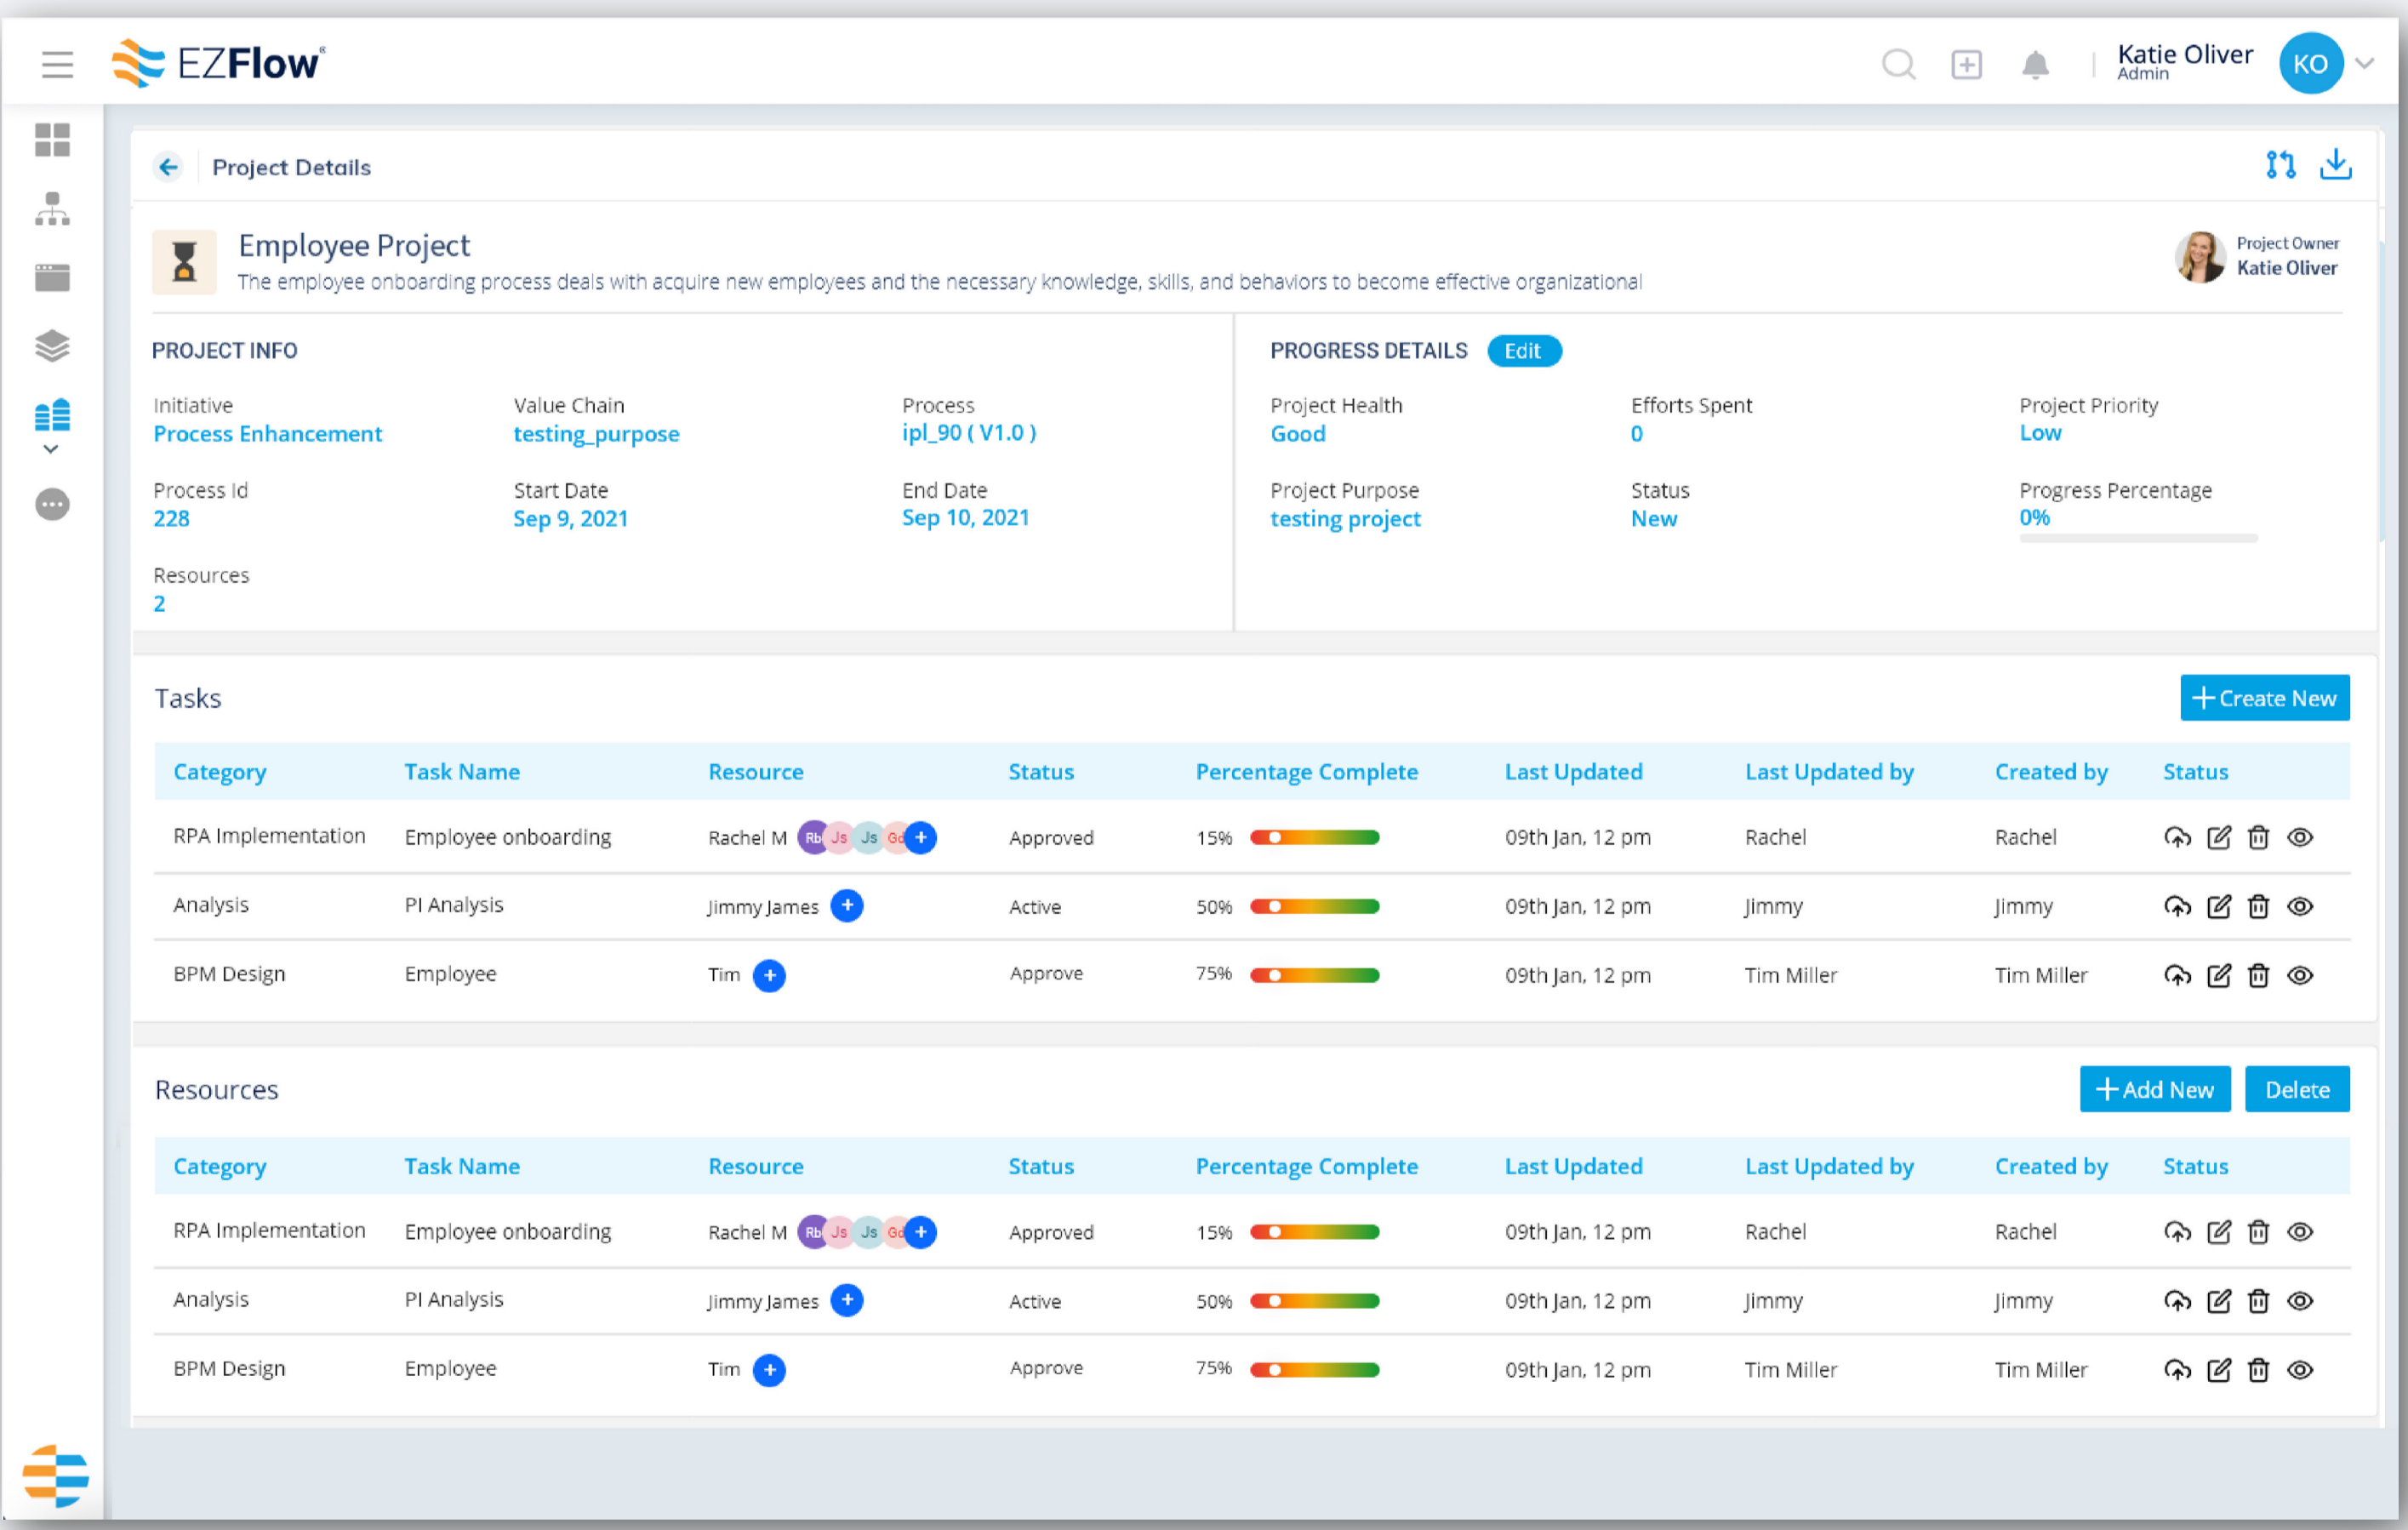 EZFlow®
Katie Oliver
Admin
KO
Project Details
Employee Project
The employee onboarding process deals with acquire new employees and the necessary knowledge, skills, and behaviors to become effective organizational
Project Owner
Katie Oliver
PROJECT INFO
Initiative Value Chain Process
Process Enhancement testing_purpose ipl_90 ( V1.0 )
Process Id Start Date End Date
228 Sep 9, 2021 Sep 10, 2021
Resources
2
PROGRESS DETAILS Edit
Project Health Efforts Spent Project Priority
Good 0 Low
Project Purpose Status Progress Percentage
testing project New 0%
Tasks
+ Create New
Category Task Name Resource Status Percentage Complete Last Updated Last Updated by Created by Status
RPA Implementation Employee onboarding Rachel M Rb Js Js Gd + Approved 15% 09th Jan, 12 pm Rachel Rachel
Analysis PI Analysis Jimmy James + Active 50% 09th Jan, 12 pm Jimmy Jimmy
BPM Design Employee Tim + Approve 75% 09th Jan, 12 pm Tim Miller Tim Miller
Resources
+ Add New Delete
Category Task Name Resource Status Percentage Complete Last Updated Last Updated by Created by Status
RPA Implementation Employee onboarding Rachel M Rb Js Js Gd + Approved 15% 09th Jan, 12 pm Rachel Rachel
Analysis PI Analysis Jimmy James + Active 50% 09th Jan, 12 pm Jimmy Jimmy
BPM Design Employee Tim + Approve 75% 09th Jan, 12 pm Tim Miller Tim Miller